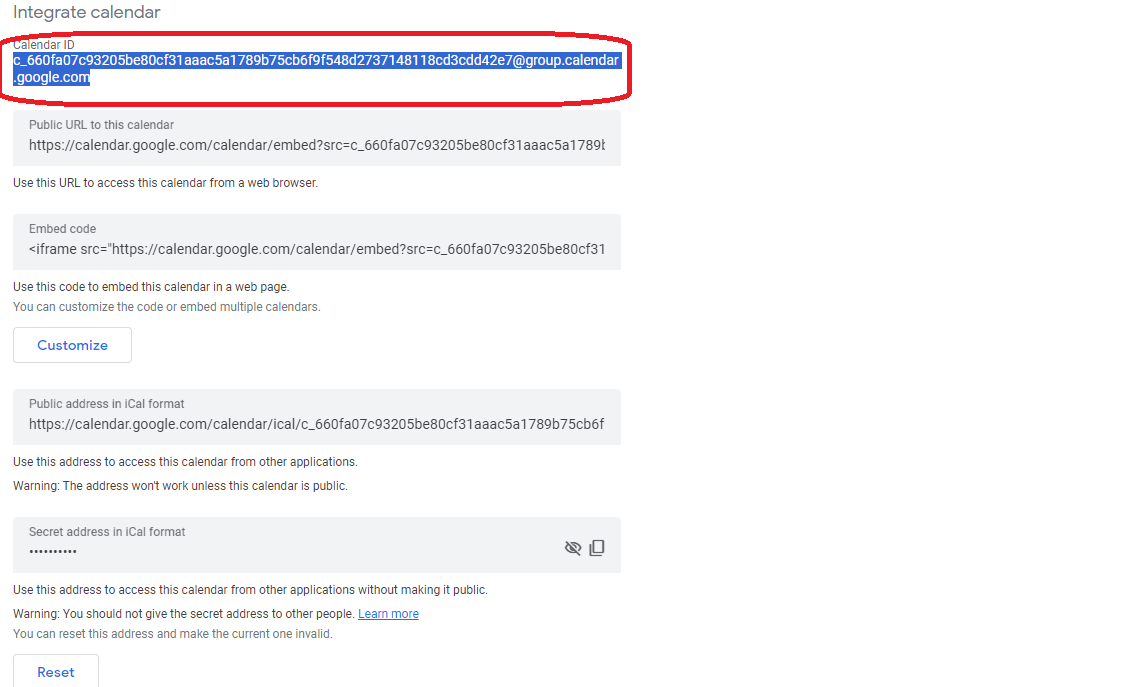 Integrate calendar
Calendar ID
c_660fa07c93205be80cf31aaac5a1789b75cb6f9f548d2737148118cd3cdd42e7@group.calendar
.google.com
Public URL to this calendar
https://calendar.google.com/calendar/embed?src=c_660fa07c93205be80cf31aaac5a1789b
Use this URL to access this calendar from a web browser.
Embed code
<iframe src="https://calendar.google.com/calendar/embed?src=c_660fa07c93205be80cf31
Use this code to embed this calendar in a web page.
You can customize the code or embed multiple calendars.
Customize
Public address in iCal format
https://calendar.google.com/calendar/ical/c_660fa07c93205be80cf31aaac5a1789b75cb6f
Use this address to access this calendar from other applications.
Warning: The address won't work unless this calendar is public.
Secret address in iCal format
••••••••••
Use this address to access this calendar from other applications without making it public.
Warning: You should not give the secret address to other people. Learn more
You can reset this address and make the current one invalid.
Reset